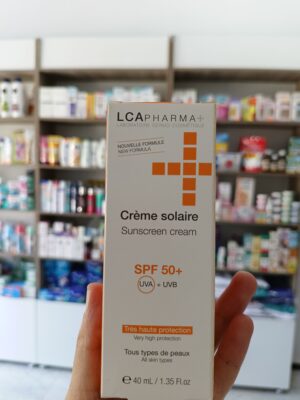 LCAPHARMA+
LABORATOIRE DERMO-COSMÉTIQUE
NOUVELLE FORMULE
NEW FORMULA
Crème solaire
Sunscreen cream
SPF 50+
UVA + UVB
Très haute protection
Very high protection
Tous types de peaux
All skin types
e 40 mL / 1.35 Fl.oz